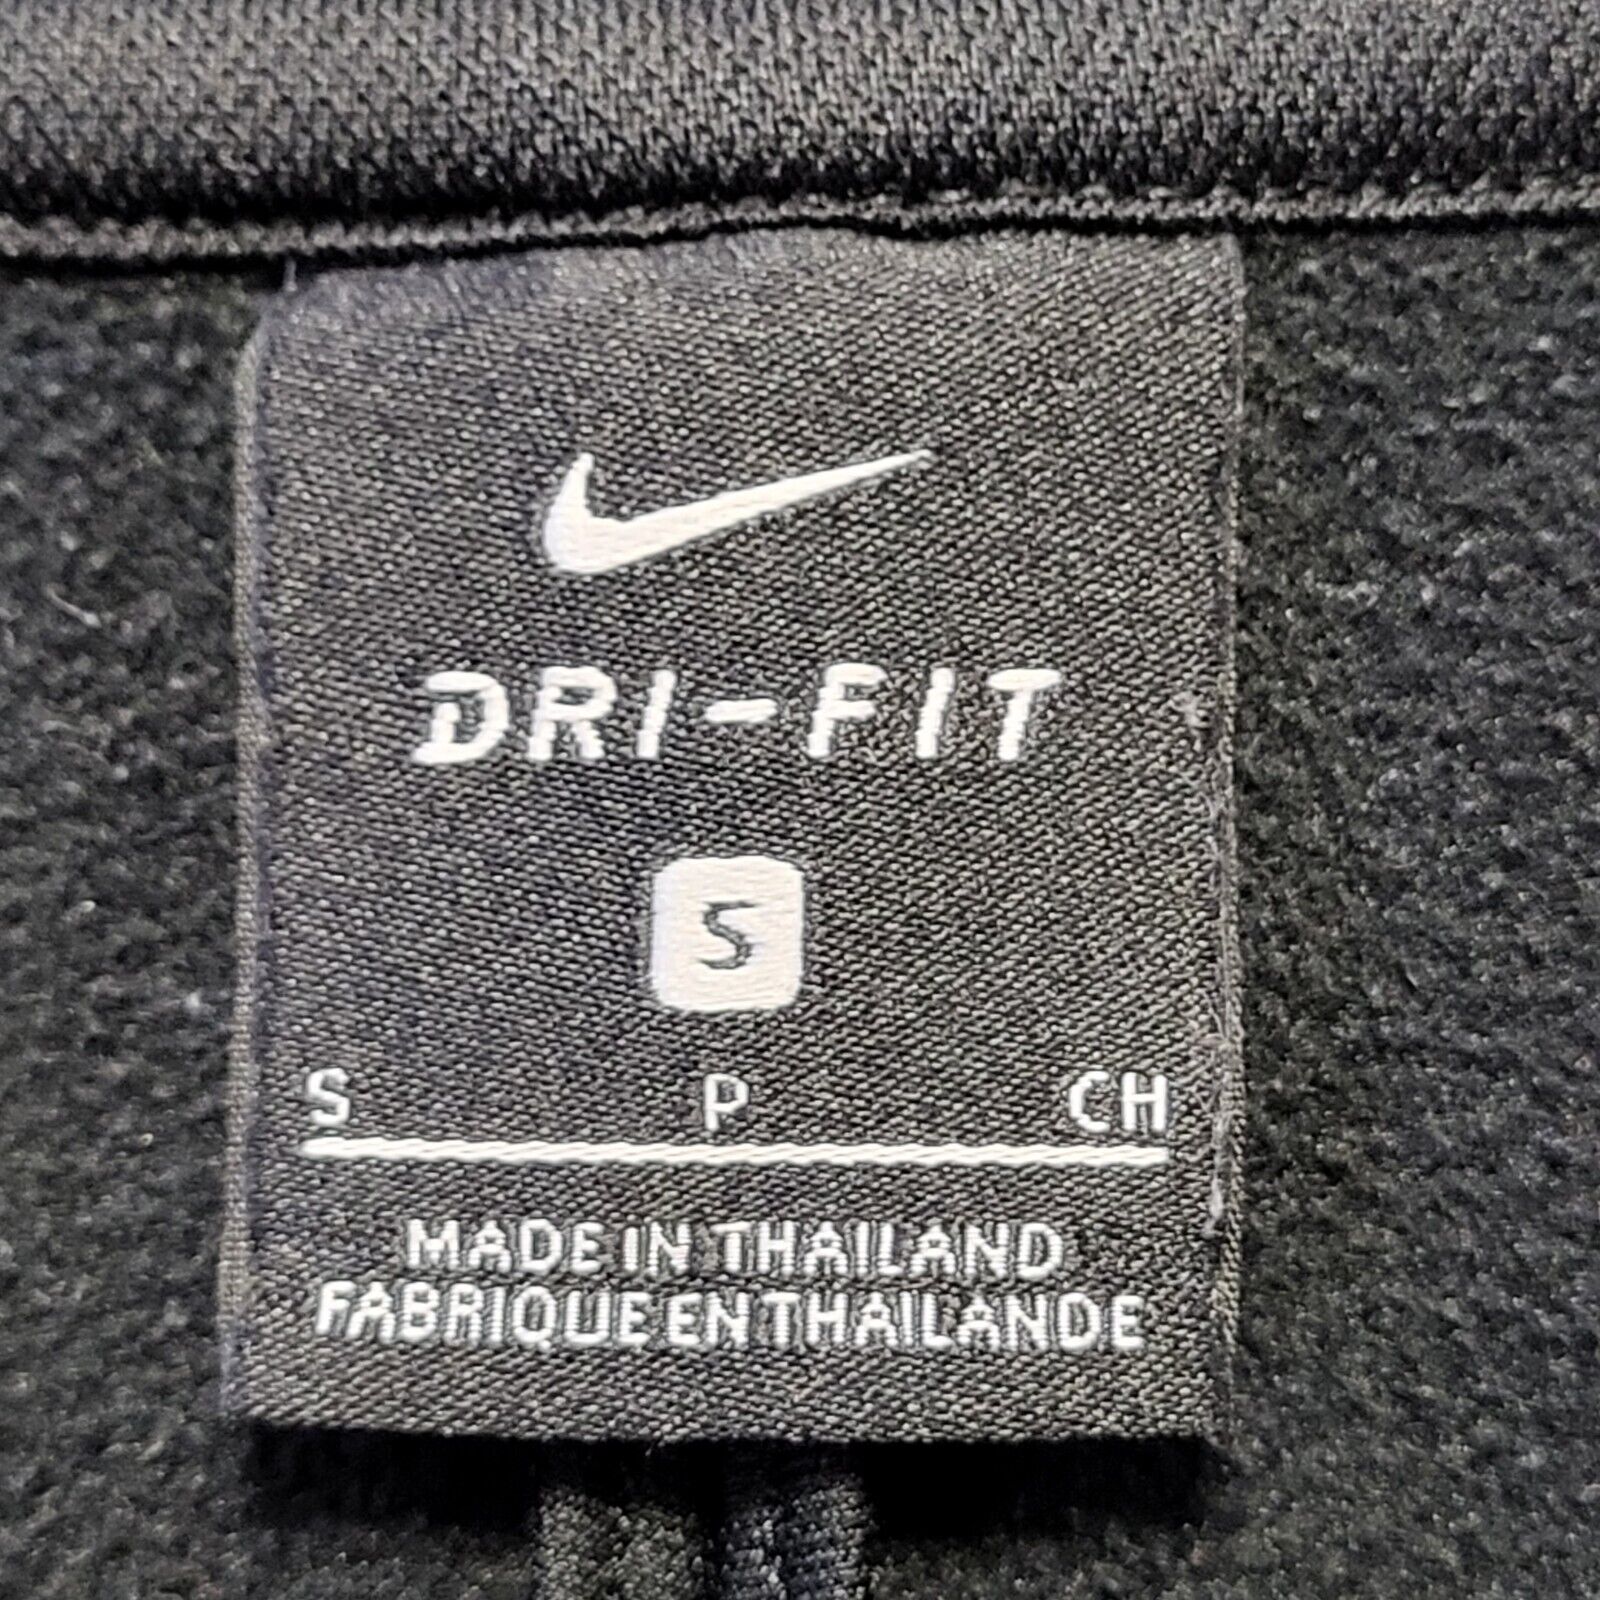 DRI-FIT
S
S P CH
MADE IN THAILAND
FABRIQUE EN THAILANDE